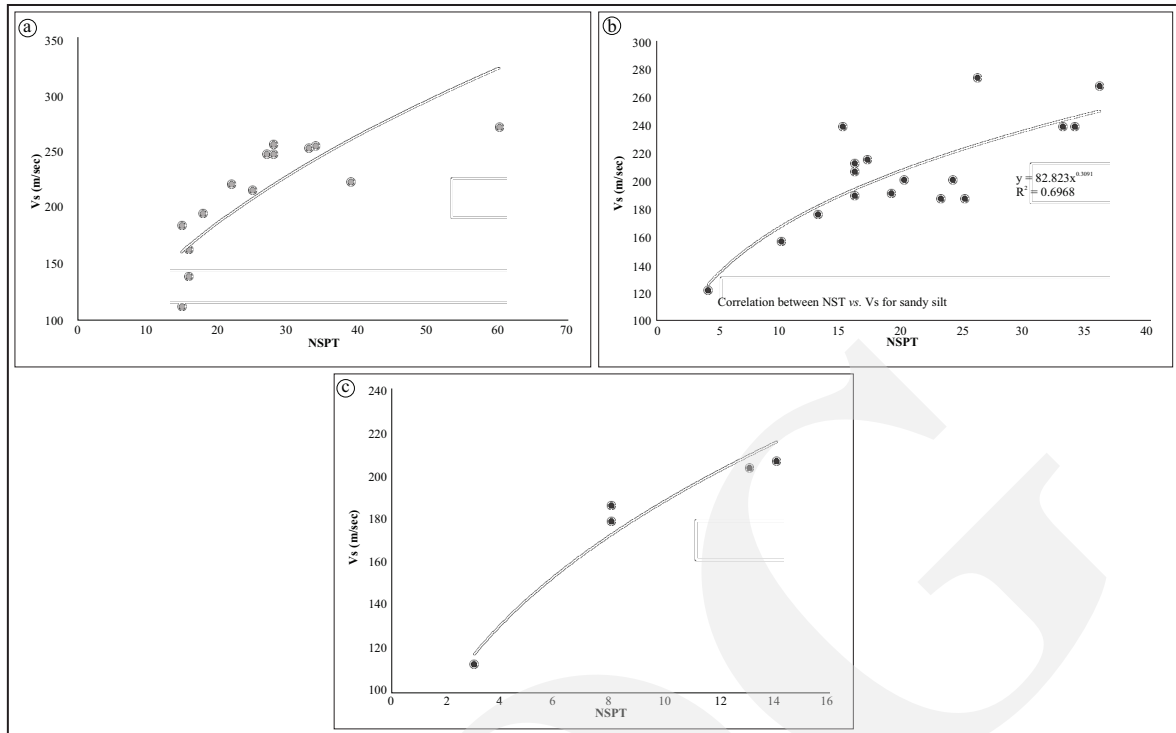 a
350
300
250
200
150
100
Vs (m/sec)
0 10 20 30 40 50 60 70
NSPT
b
300
280
260
240
220
200
180
160
140
120
100
Vs (m/sec)
y = 82.823x^0.3091
R² = 0.6968
Correlation between NST vs. Vs for sandy silt
0 5 10 15 20 25 30 35 40
NSPT
c
240
220
200
180
160
140
120
100
Vs (m/sec)
0 2 4 6 8 10 12 14 16
NSPT
G